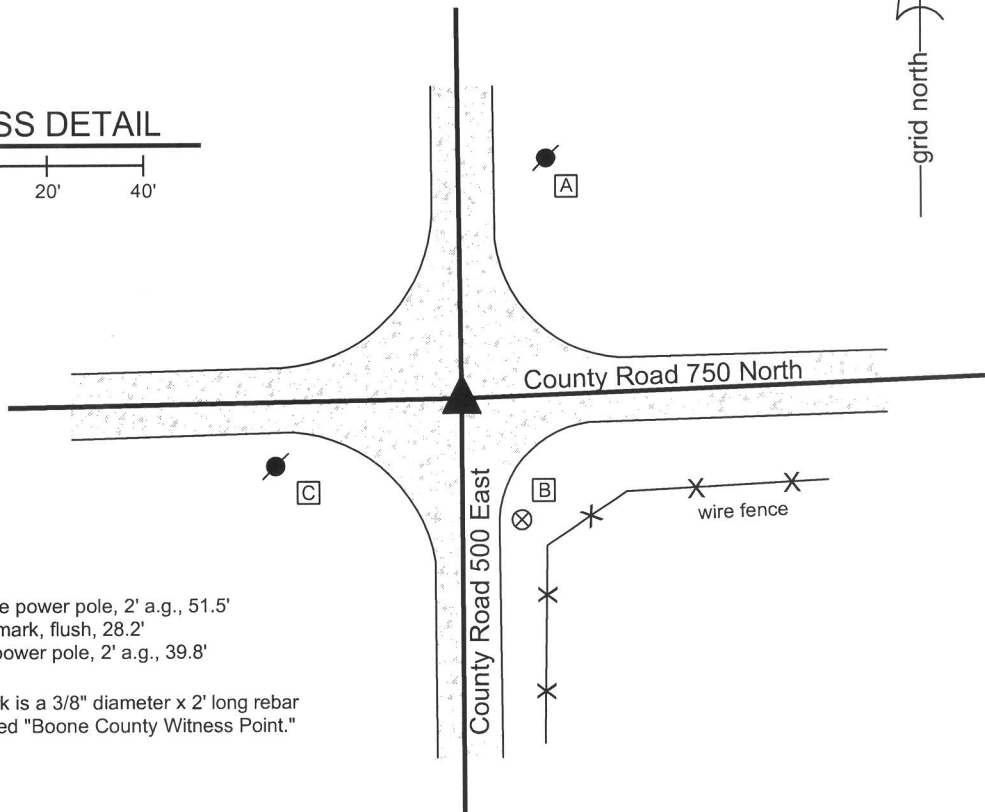 SS DETAIL
20' 40'
grid north
A
County Road 750 North
B
C
wire fence
County Road 500 East
e power pole, 2' a.g., 51.5'
mark, flush, 28.2'
power pole, 2' a.g., 39.8'
k is a 3/8" diameter x 2' long rebar
ed "Boone County Witness Point."